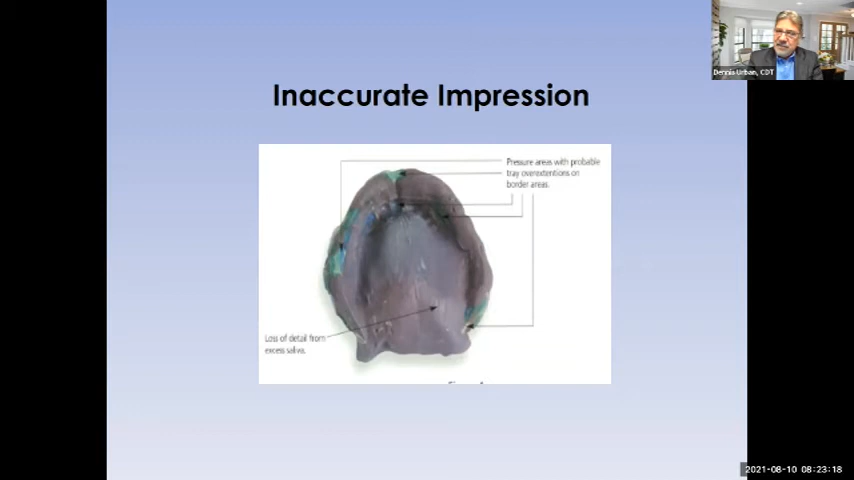 Dennis Urban, CDT
Inaccurate Impression
Pressure areas with probable
tray overextentions on
border areas.
Loss of detail from
excess saliva.
2021-08-10 08:23:18